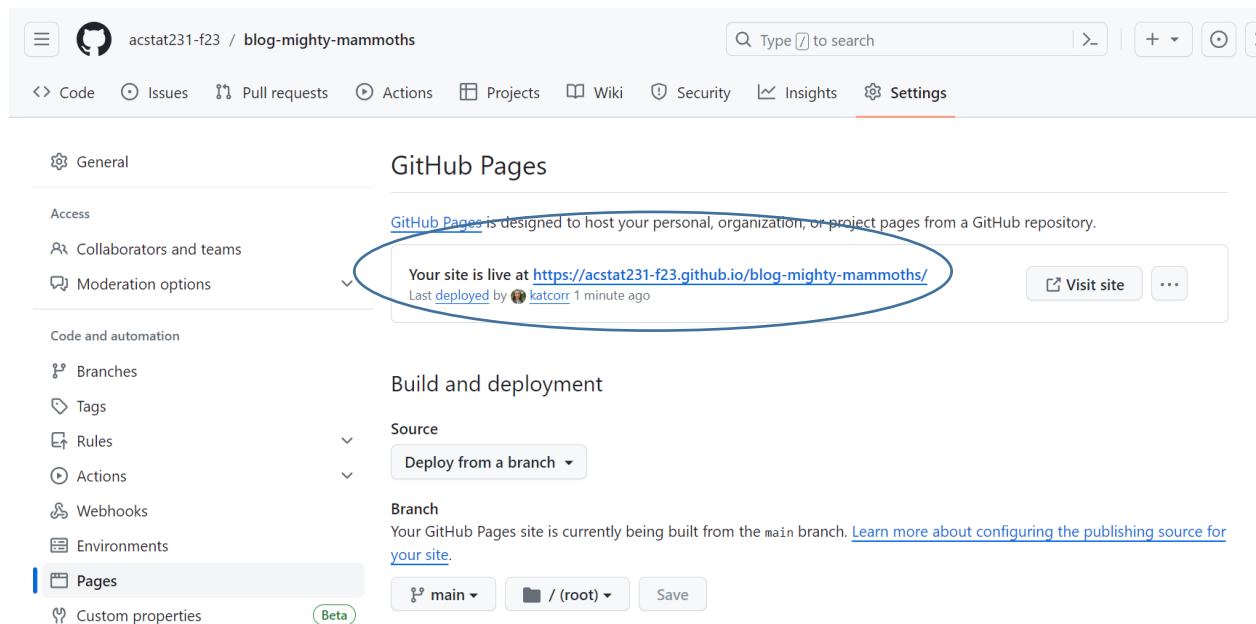 acstat231-f23 / blog-mighty-mammoths
Type / to search
Code Issues Pull requests Actions Projects Wiki Security Insights Settings
General
Access
Collaborators and teams
Moderation options
Code and automation
Branches
Tags
Rules
Actions
Webhooks
Environments
Pages
Custom properties Beta
GitHub Pages
GitHub Pages is designed to host your personal, organization, or project pages from a GitHub repository.
Your site is live at https://acstat231-f23.github.io/blog-mighty-mammoths/
Last deployed by katcorr 1 minute ago
Visit site
Build and deployment
Source
Deploy from a branch
Branch
Your GitHub Pages site is currently being built from the main branch. Learn more about configuring the publishing source for
your site.
main / (root) Save